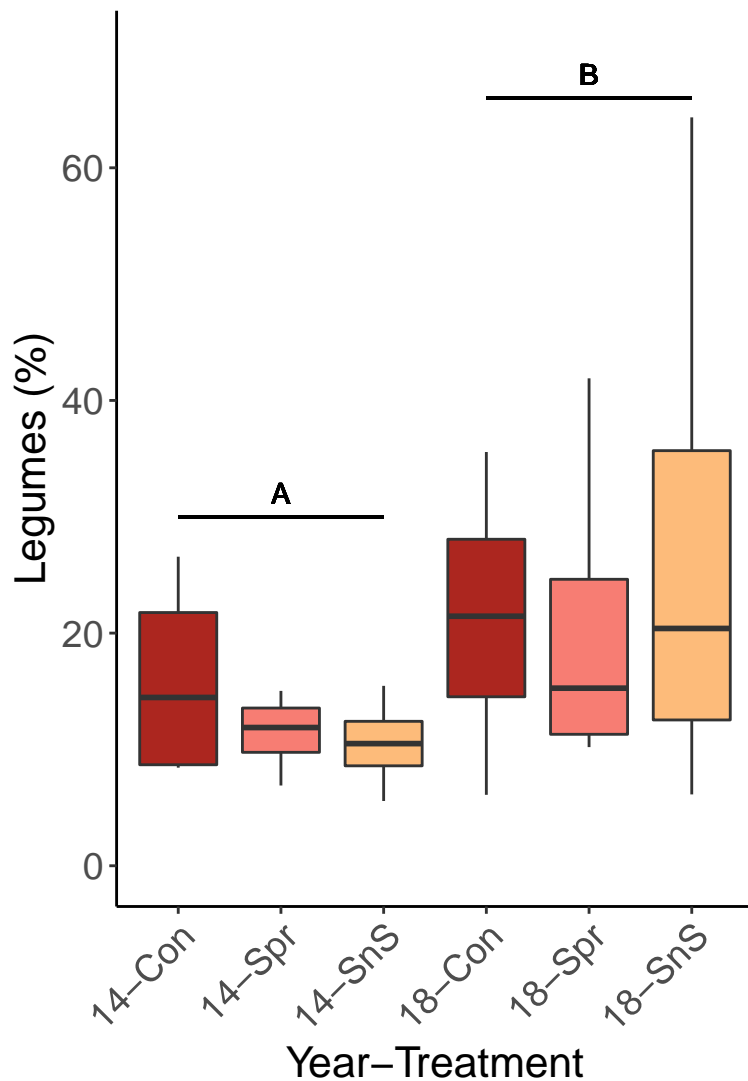 B
60
40
A
20
0
Legumes (%)
14–Con
14–Spr
14–SnS
18–Con
18–Spr
18–SnS
Year–Treatment